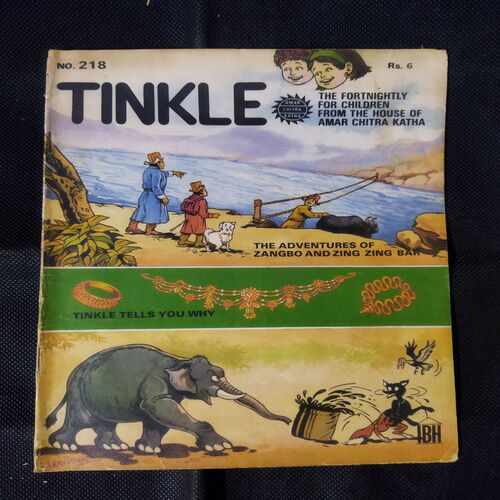 NO. 218
Rs. 6
TINKLE
AMAR
CHITRA
KATHA
THE FORTNIGHTLY
FOR CHILDREN
FROM THE HOUSE OF
AMAR CHITRA KATHA
THE ADVENTURES OF
ZANGBO AND ZING ZING BAR
TINKLE TELLS YOU WHY
IBH